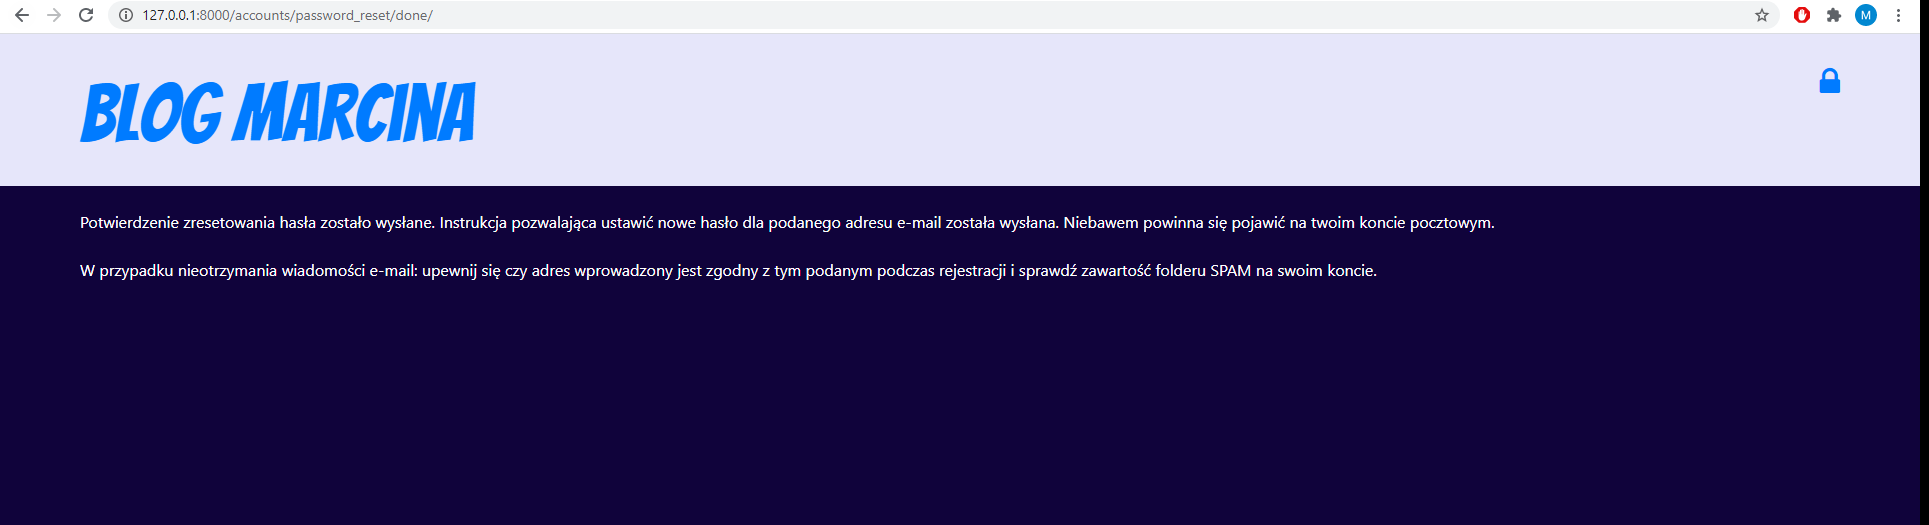 127.0.0.1:8000/accounts/password_reset/done/
M
BLOG MARCINA
Potwierdzenie zresetowania hasła zostało wysłane. Instrukcja pozwalająca ustawić nowe hasło dla podanego adresu e-mail została wysłana. Niebawem powinna się pojawić na twoim koncie pocztowym.
W przypadku nieotrzymania wiadomości e-mail: upewnij się czy adres wprowadzony jest zgodny z tym podanym podczas rejestracji i sprawdź zawartość folderu SPAM na swoim koncie.